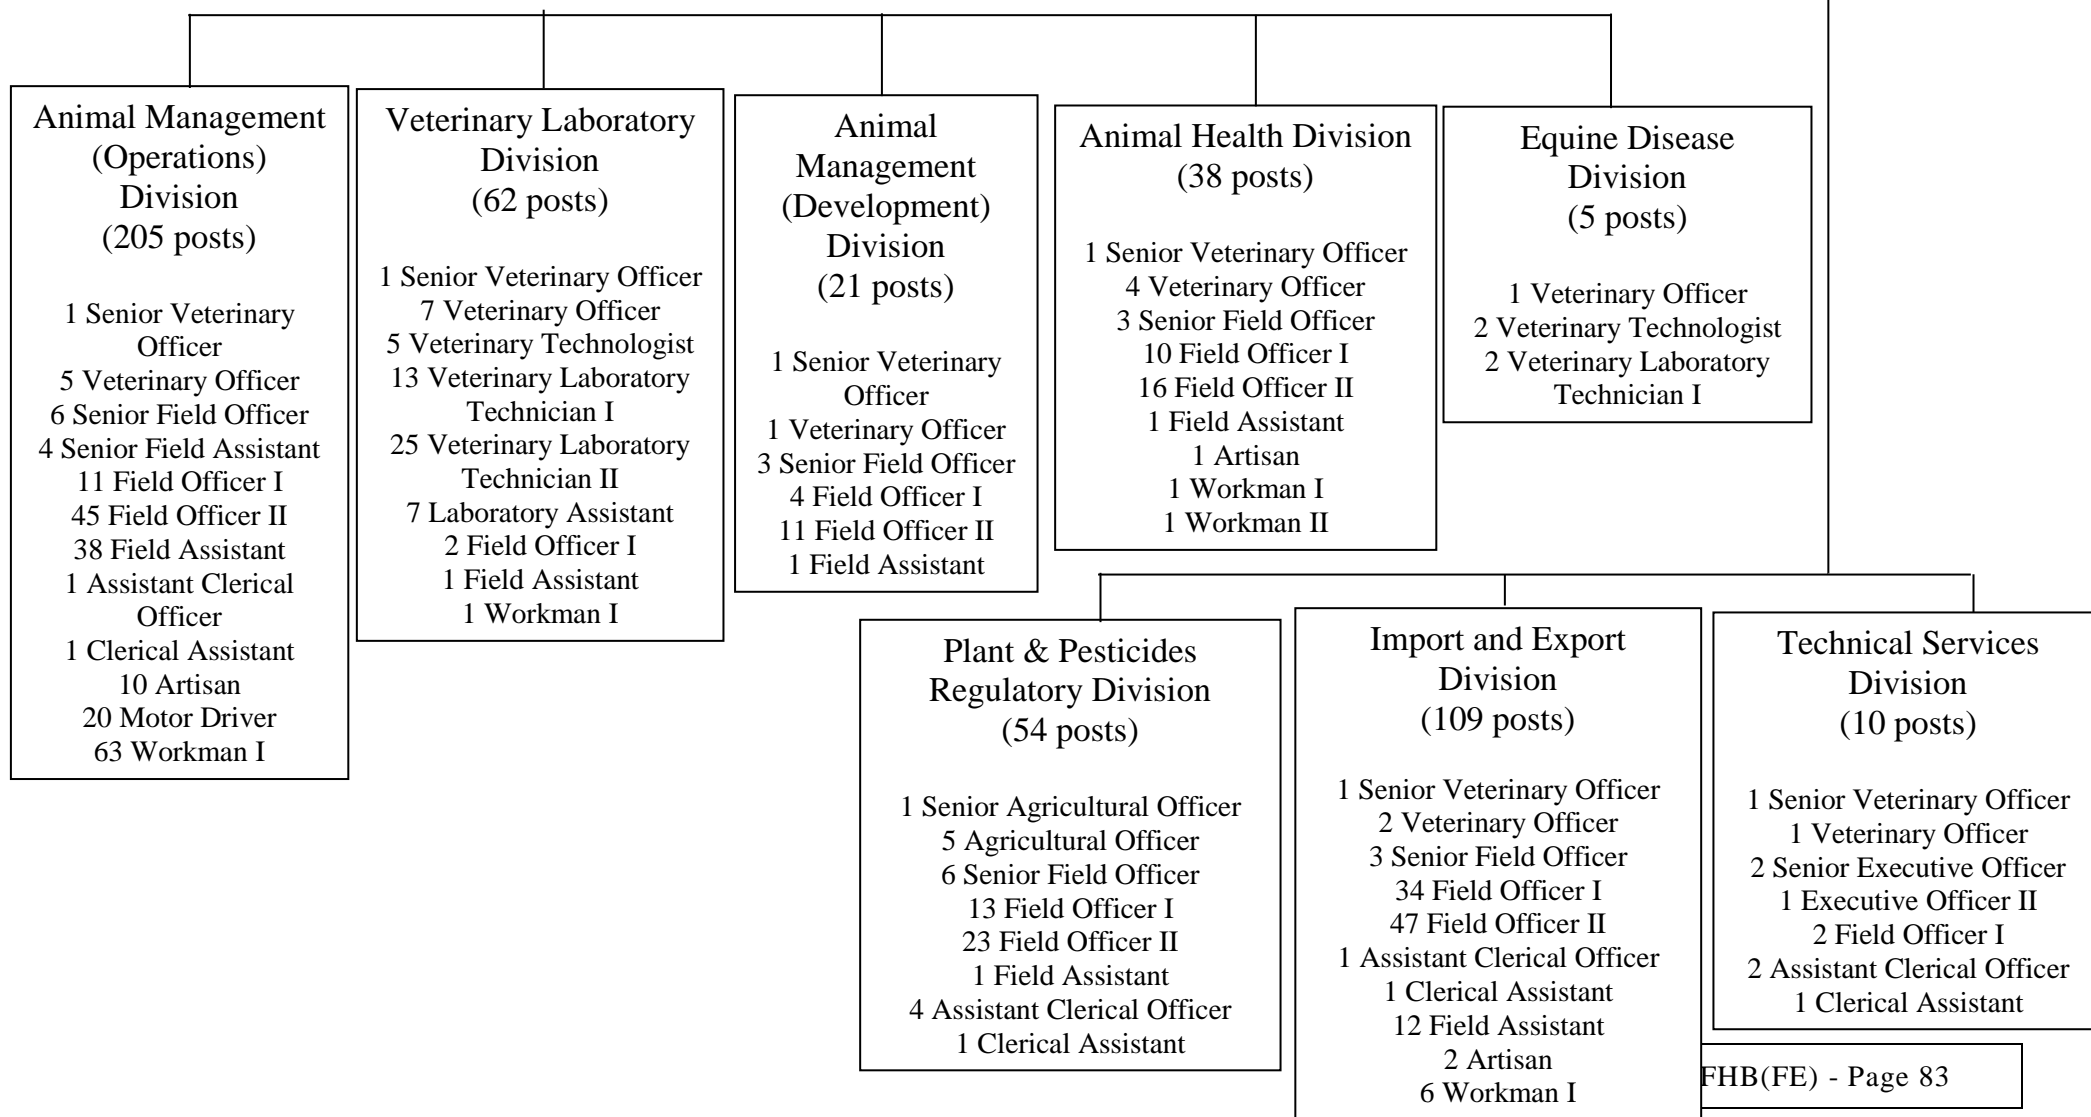 Animal Management
(Operations)
Division
(205 posts)
1 Senior Veterinary
Officer
5 Veterinary Officer
6 Senior Field Officer
4 Senior Field Assistant
11 Field Officer I
45 Field Officer II
38 Field Assistant
1 Assistant Clerical
Officer
1 Clerical Assistant
10 Artisan
20 Motor Driver
63 Workman I
Veterinary Laboratory
Division
(62 posts)
1 Senior Veterinary Officer
7 Veterinary Officer
5 Veterinary Technologist
13 Veterinary Laboratory
Technician I
25 Veterinary Laboratory
Technician II
7 Laboratory Assistant
2 Field Officer I
1 Field Assistant
1 Workman I
Animal
Management
(Development)
Division
(21 posts)
1 Senior Veterinary
Officer
1 Veterinary Officer
3 Senior Field Officer
4 Field Officer I
11 Field Officer II
1 Field Assistant
Animal Health Division
(38 posts)
1 Senior Veterinary Officer
4 Veterinary Officer
3 Senior Field Officer
10 Field Officer I
16 Field Officer II
1 Field Assistant
1 Artisan
1 Workman I
1 Workman II
Equine Disease
Division
(5 posts)
1 Veterinary Officer
2 Veterinary Technologist
2 Veterinary Laboratory
Technician I
Plant & Pesticides
Regulatory Division
(54 posts)
1 Senior Agricultural Officer
5 Agricultural Officer
6 Senior Field Officer
13 Field Officer I
23 Field Officer II
1 Field Assistant
4 Assistant Clerical Officer
1 Clerical Assistant
Import and Export
Division
(109 posts)
1 Senior Veterinary Officer
2 Veterinary Officer
3 Senior Field Officer
34 Field Officer I
47 Field Officer II
1 Assistant Clerical Officer
1 Clerical Assistant
12 Field Assistant
2 Artisan
6 Workman I
Technical Services
Division
(10 posts)
1 Senior Veterinary Officer
1 Veterinary Officer
2 Senior Executive Officer
1 Executive Officer II
2 Field Officer I
2 Assistant Clerical Officer
1 Clerical Assistant
FHB(FE) - Page 83